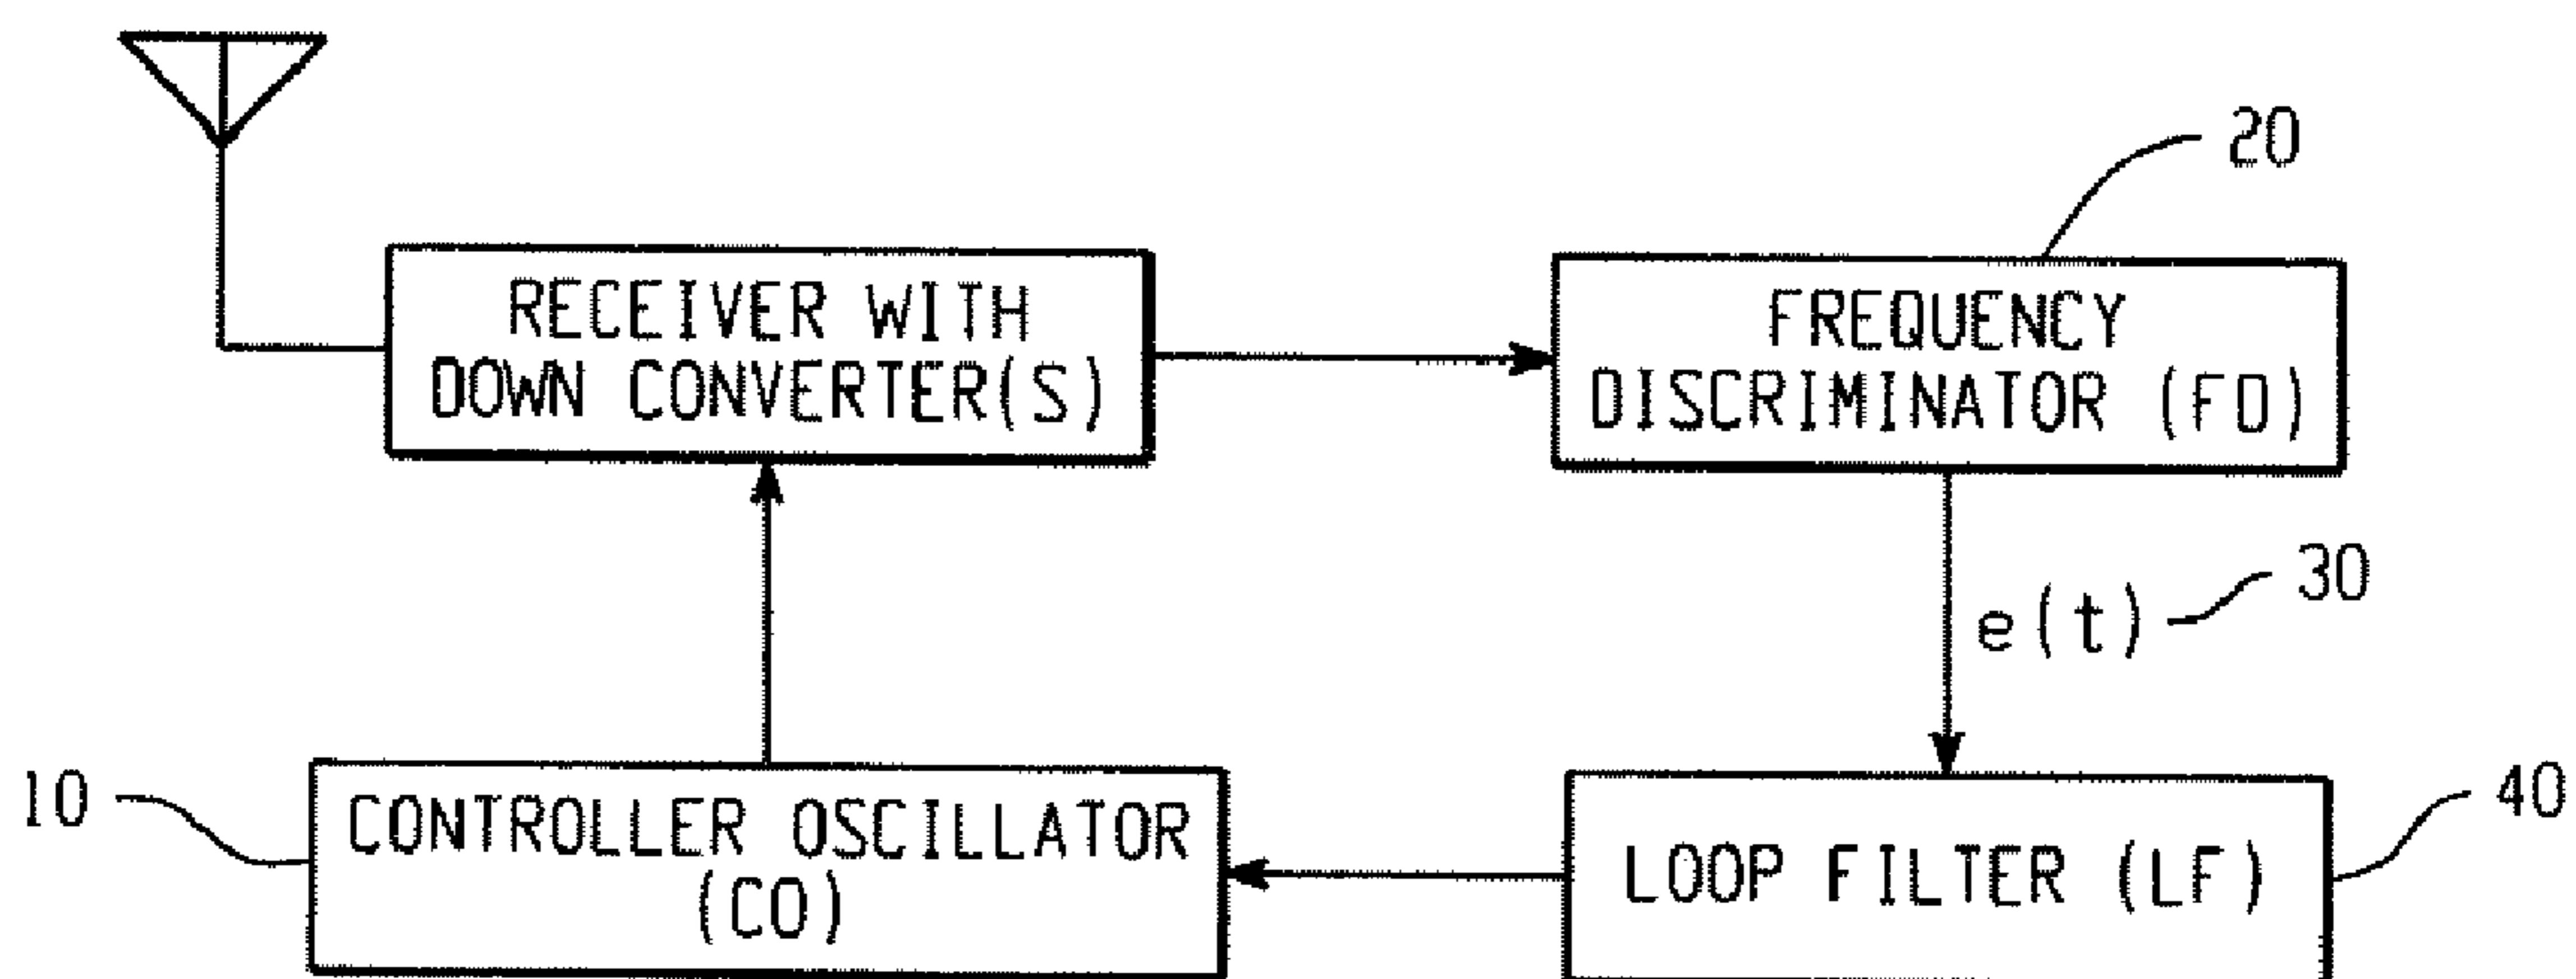 20
RECEIVER WITH
DOWN CONVERTER(S)
FREQUENCY
DISCRIMINATOR (FD)
e(t)
30
10
CONTROLLER OSCILLATOR
(CO)
LOOP FILTER (LF)
40